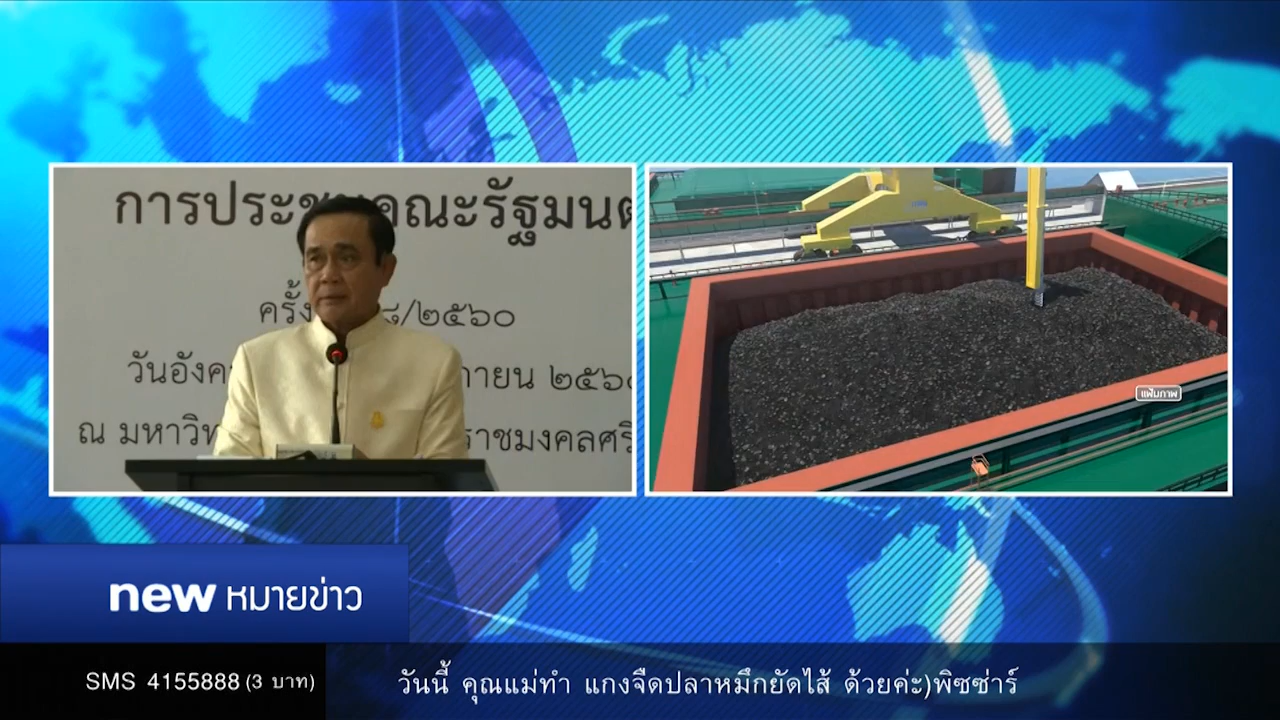 การประชุมคณะรัฐมนต
ครั้ง ๘/๒๕๖๐
วันอังค กายน ๒๕๖
ณ มหาวิท ราชมงคลศรี
แฟ้มภาพ
new หมายข่าว
SMS 4155888 (3 บาท)
วันนี้ คุณแม่ทำ แกงจืดปลาหมึกยัดไส้ ด้วยค่ะ)พิซซ่าร์